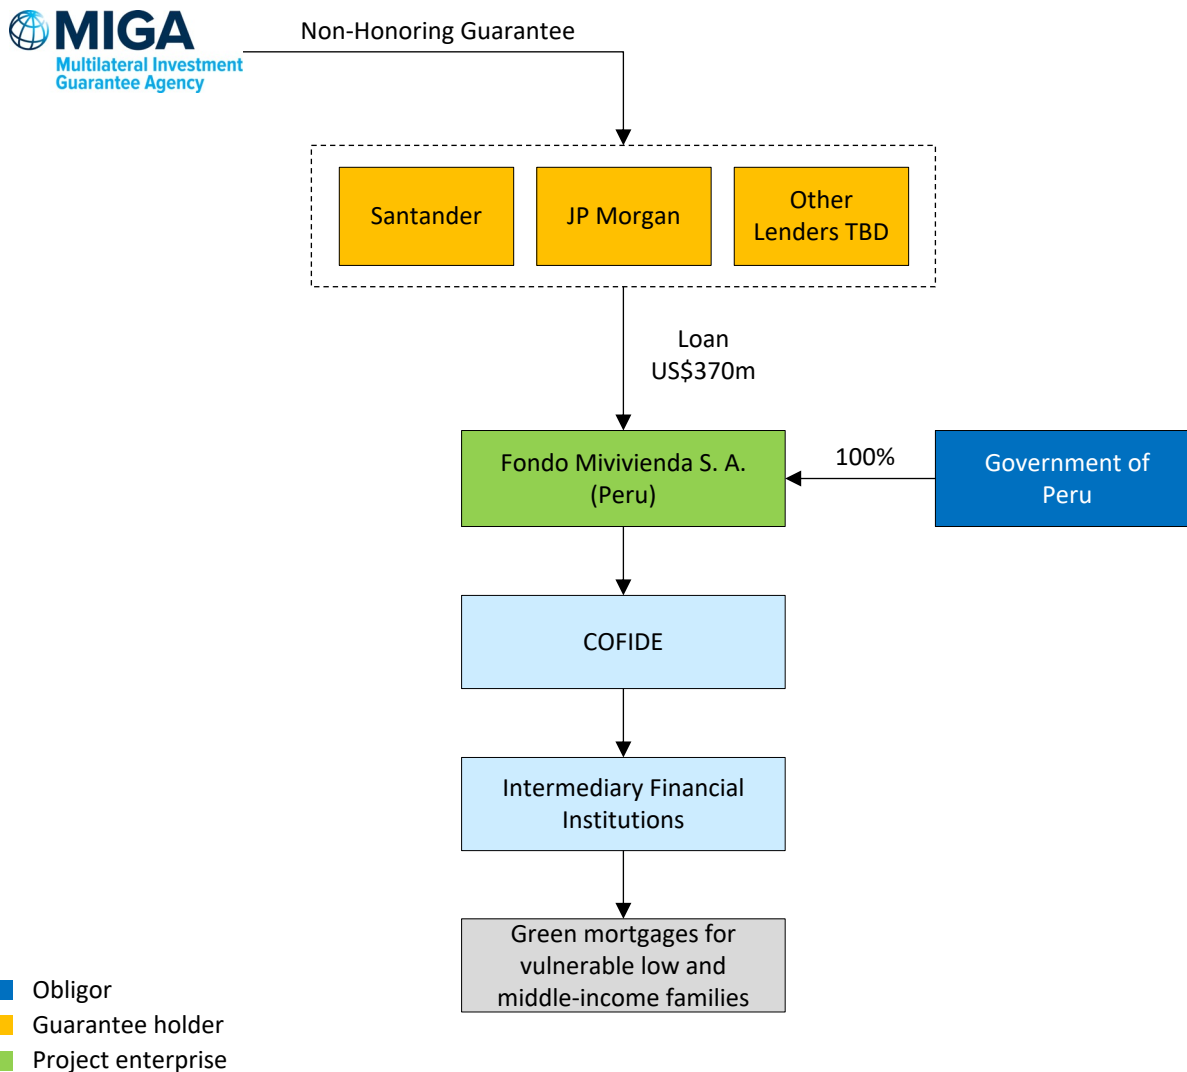 MIGA
Multilateral Investment
Guarantee Agency
Non-Honoring Guarantee
Santander
JP Morgan
Other
Lenders TBD
Loan
US$370m
Fondo Mivivienda S. A.
(Peru)
100%
Government of
Peru
COFIDE
Intermediary Financial
Institutions
Green mortgages for
vulnerable low and
middle-income families
Obligor
Guarantee holder
Project enterprise